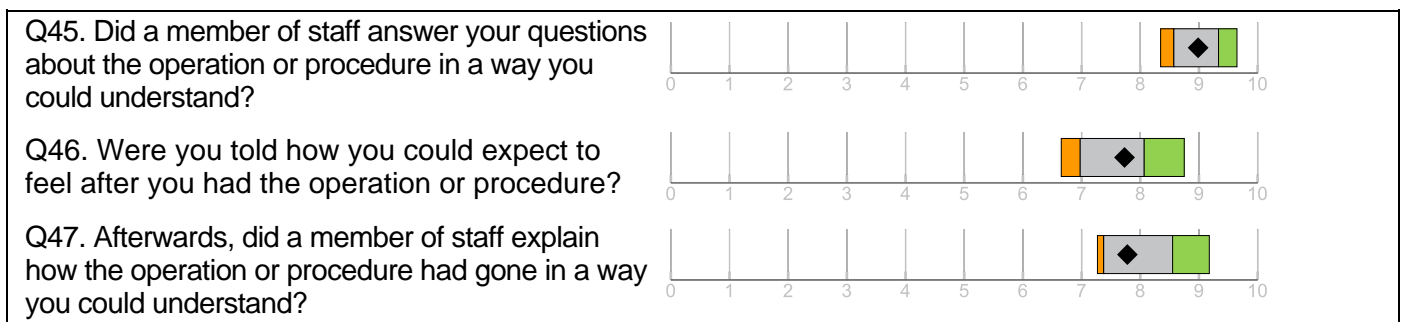 Q45. Did a member of staff answer your questions
about the operation or procedure in a way you
could understand?
0 1 2 3 4 5 6 7 8 9 10
Q46. Were you told how you could expect to
feel after you had the operation or procedure?
0 1 2 3 4 5 6 7 8 9 10
Q47. Afterwards, did a member of staff explain
how the operation or procedure had gone in a way
you could understand?
0 1 2 3 4 5 6 7 8 9 10